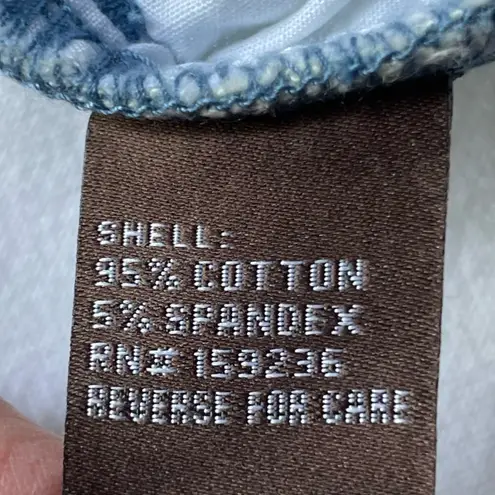 SHELL:
95% COTTON
5% SPANDEX
RN# 159236
REVERSE FOR CARE